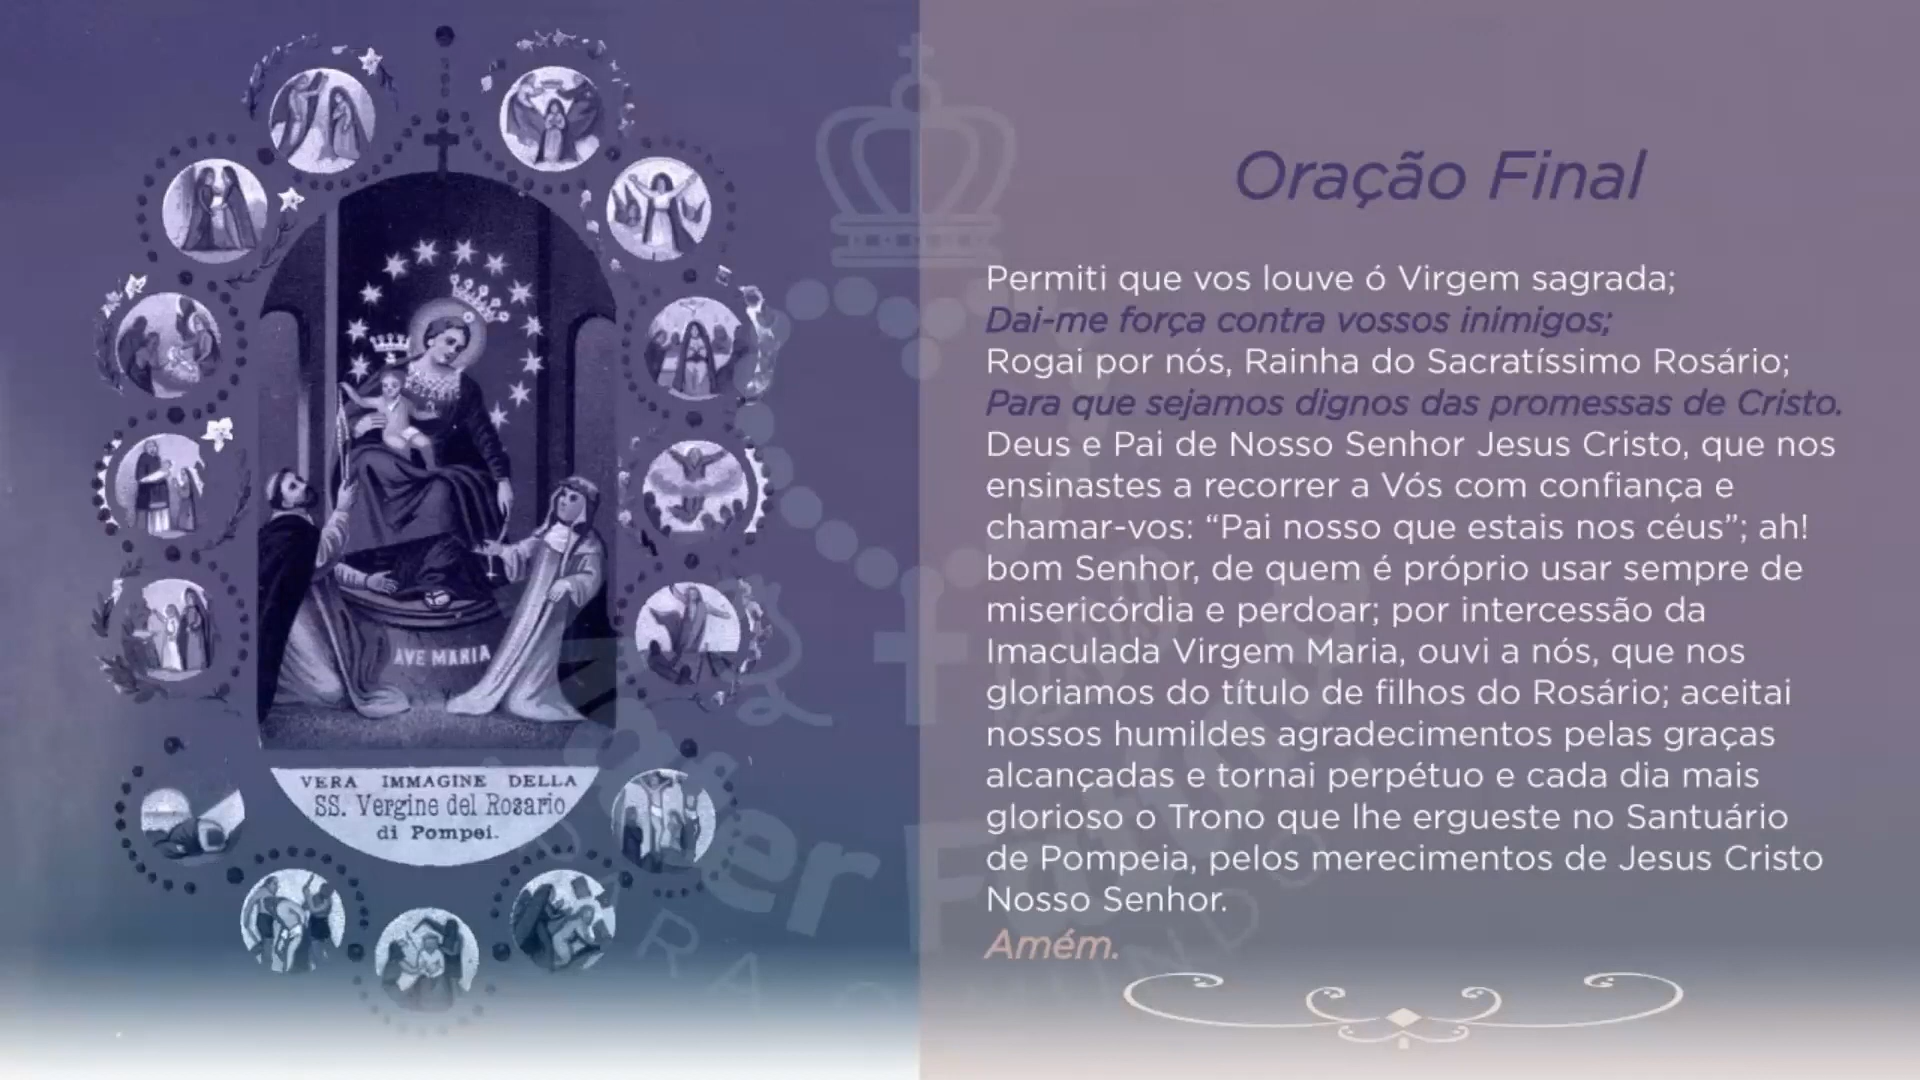 AVE MARIA
VERA IMMAGINE DELLA
SS. Vergine del Rosario
di Pompei.
Oração Final
Permiti que vos louve ó Virgem sagrada;
Dai-me força contra vossos inimigos;
Rogai por nós, Rainha do Sacratíssimo Rosário;
Para que sejamos dignos das promessas de Cristo.
Deus e Pai de Nosso Senhor Jesus Cristo, que nos
ensinastes a recorrer a Vós com confiança e
chamar-vos: “Pai nosso que estais nos céus”; ah!
bom Senhor, de quem é próprio usar sempre de
misericórdia e perdoar; por intercessão da
Imaculada Virgem Maria, ouvi a nós, que nos
gloriamos do título de filhos do Rosário; aceitai
nossos humildes agradecimentos pelas graças
alcançadas e tornai perpétuo e cada dia mais
glorioso o Trono que lhe ergueste no Santuário
de Pompeia, pelos merecimentos de Jesus Cristo
Nosso Senhor.
Amém.